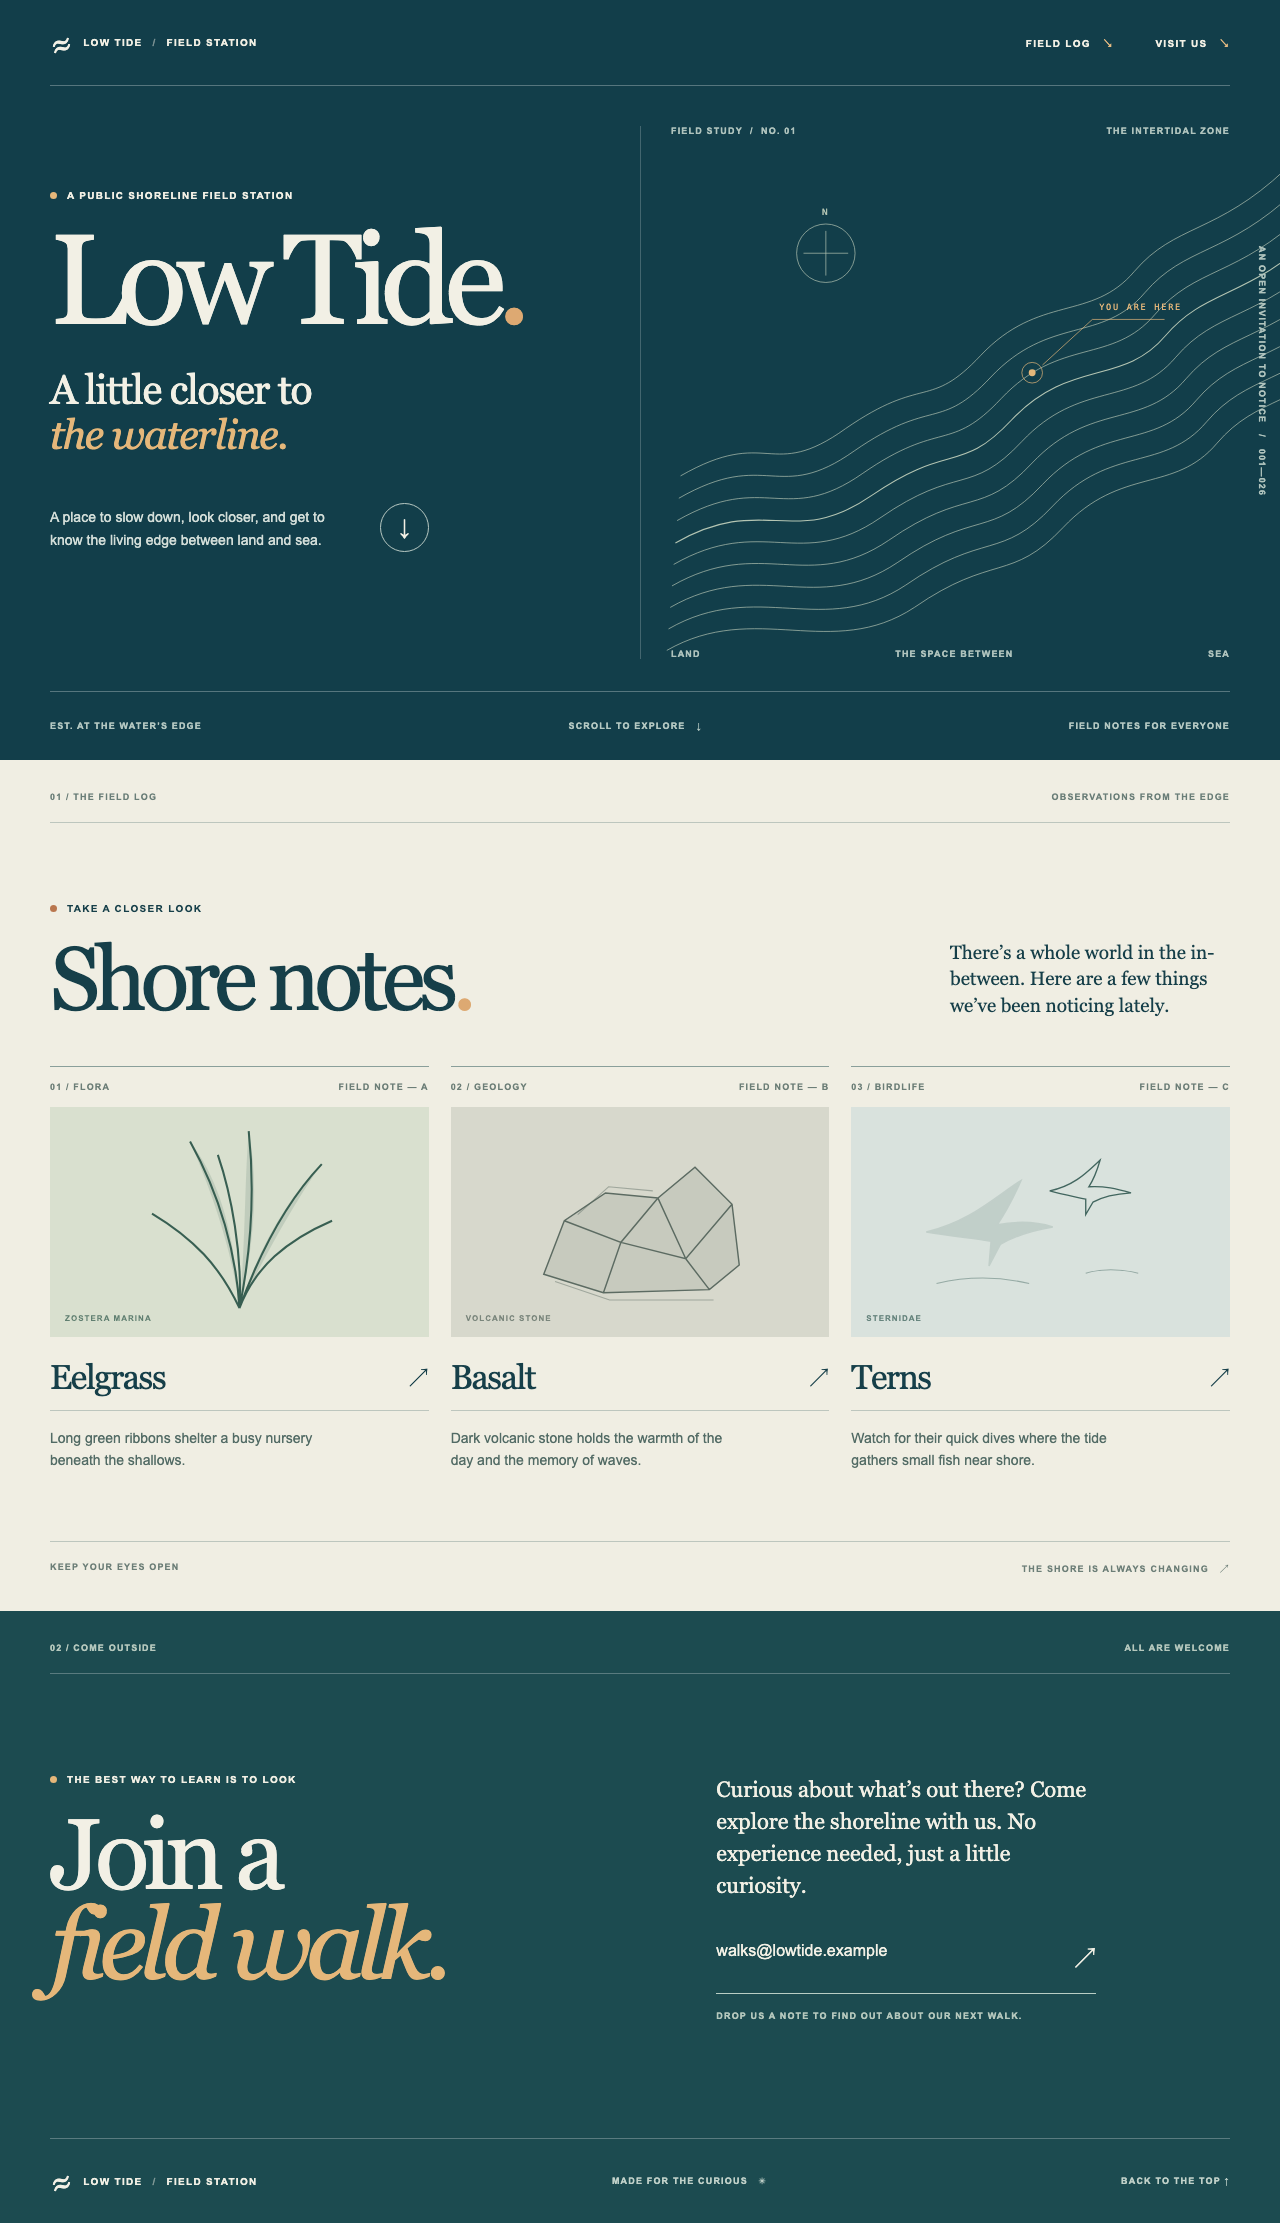 LOW TIDE / FIELD STATION
FIELD LOG ↘ VISIT US ↘
FIELD STUDY / NO. 01
THE INTERTIDAL ZONE
A PUBLIC SHORELINE FIELD STATION
Low Tide.
A little closer to
the waterline.
A place to slow down, look closer, and get to
know the living edge between land and sea.
↓
N
YOU ARE HERE
AN OPEN INVITATION TO NOTICE / 001—026
LAND
THE SPACE BETWEEN
SEA
EST. AT THE WATER'S EDGE
SCROLL TO EXPLORE ↓
FIELD NOTES FOR EVERYONE
01 / THE FIELD LOG
OBSERVATIONS FROM THE EDGE
TAKE A CLOSER LOOK
Shore notes.
There’s a whole world in the in-
between. Here are a few things
we’ve been noticing lately.
01 / FLORA
FIELD NOTE — A
ZOSTERA MARINA
Eelgrass ↗
Long green ribbons shelter a busy nursery
beneath the shallows.
02 / GEOLOGY
FIELD NOTE — B
VOLCANIC STONE
Basalt ↗
Dark volcanic stone holds the warmth of the
day and the memory of waves.
03 / BIRDLIFE
FIELD NOTE — C
STERNIDAE
Terns ↗
Watch for their quick dives where the tide
gathers small fish near shore.
KEEP YOUR EYES OPEN
THE SHORE IS ALWAYS CHANGING ↗
02 / COME OUTSIDE
ALL ARE WELCOME
THE BEST WAY TO LEARN IS TO LOOK
Join a
field walk.
Curious about what’s out there? Come
explore the shoreline with us. No
experience needed, just a little
curiosity.
walks@lowtide.example ↗
DROP US A NOTE TO FIND OUT ABOUT OUR NEXT WALK.
LOW TIDE / FIELD STATION
MADE FOR THE CURIOUS ✳
BACK TO THE TOP ↑